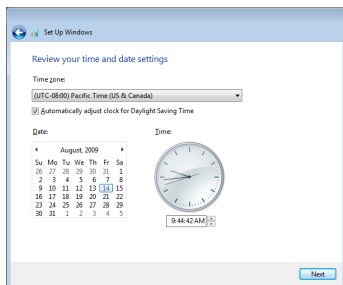 Set Up Windows
Review your time and date settings
Time zone:
(UTC-08:00) Pacific Time (US & Canada)
Automatically adjust clock for Daylight Saving Time
Date:
Time:
August, 2009
Su Mo Tu We Th Fr Sa
26 27 28 29 30 31 1
2 3 4 5 6 7 8
9 10 11 12 13 14 15
16 17 18 19 20 21 22
23 24 25 26 27 28 29
30 31 1 2 3 4 5
9:44:42 AM
Next